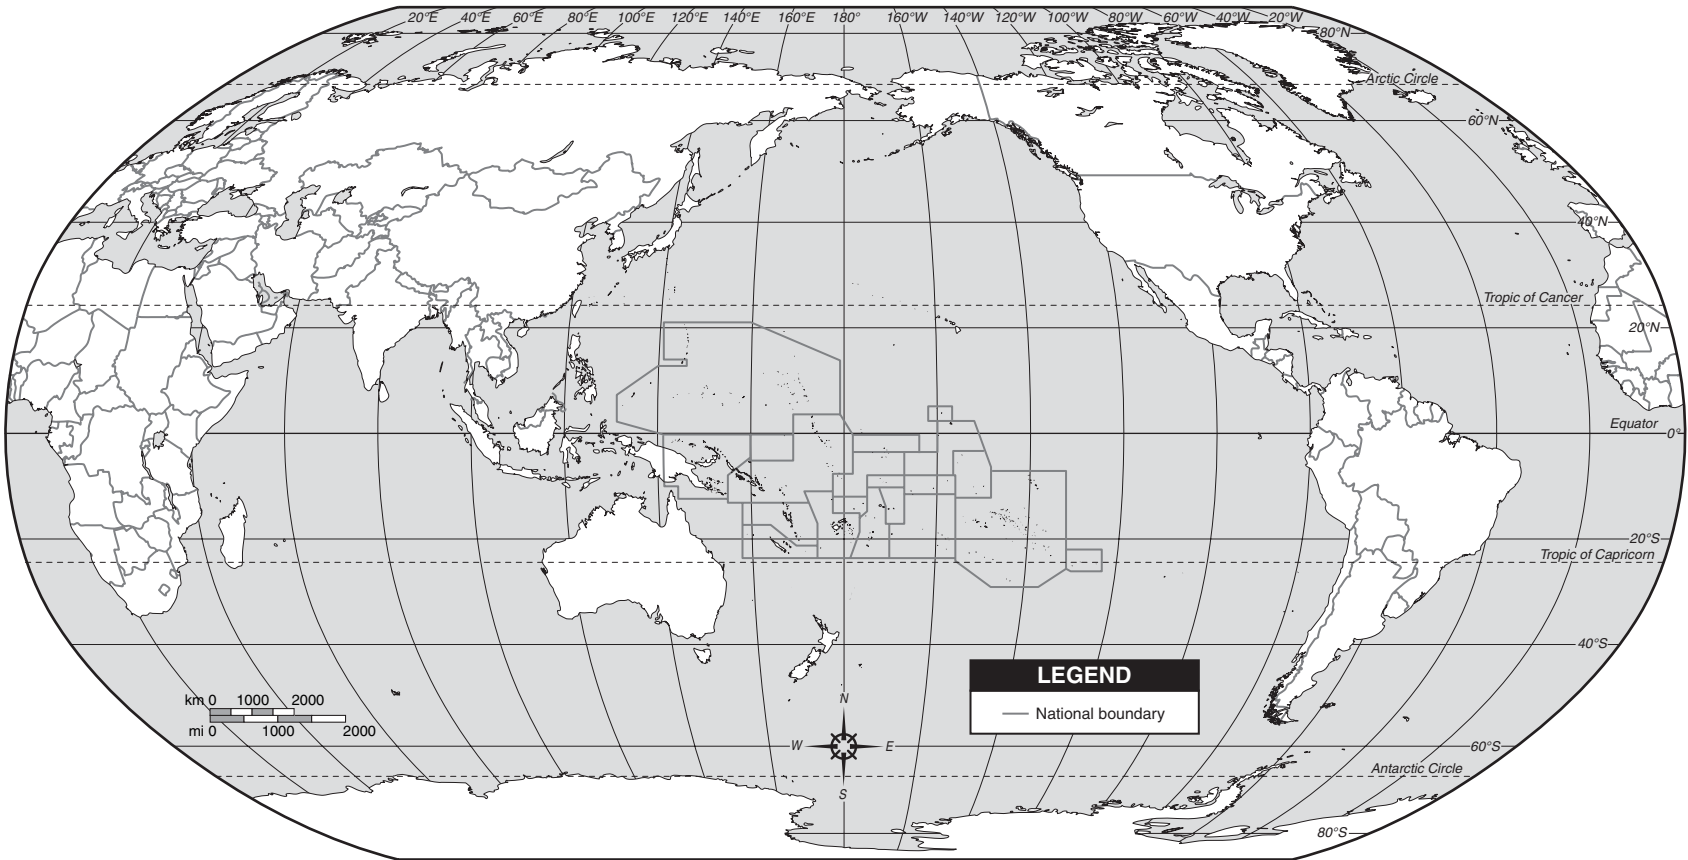 20°E 40°E 60°E 80°E 100°E 120°E 140°E 160°E 180° 160°W 140°W 120°W 100°W 80°W 60°W 40°W 20°W
80°N
Arctic Circle
60°N
40°N
Tropic of Cancer
20°N
Equator
0°
20°S
Tropic of Capricorn
40°S
LEGEND
National boundary
km 0 1000 2000
mi 0 1000 2000
N
W E
S
60°S
Antarctic Circle
80°S